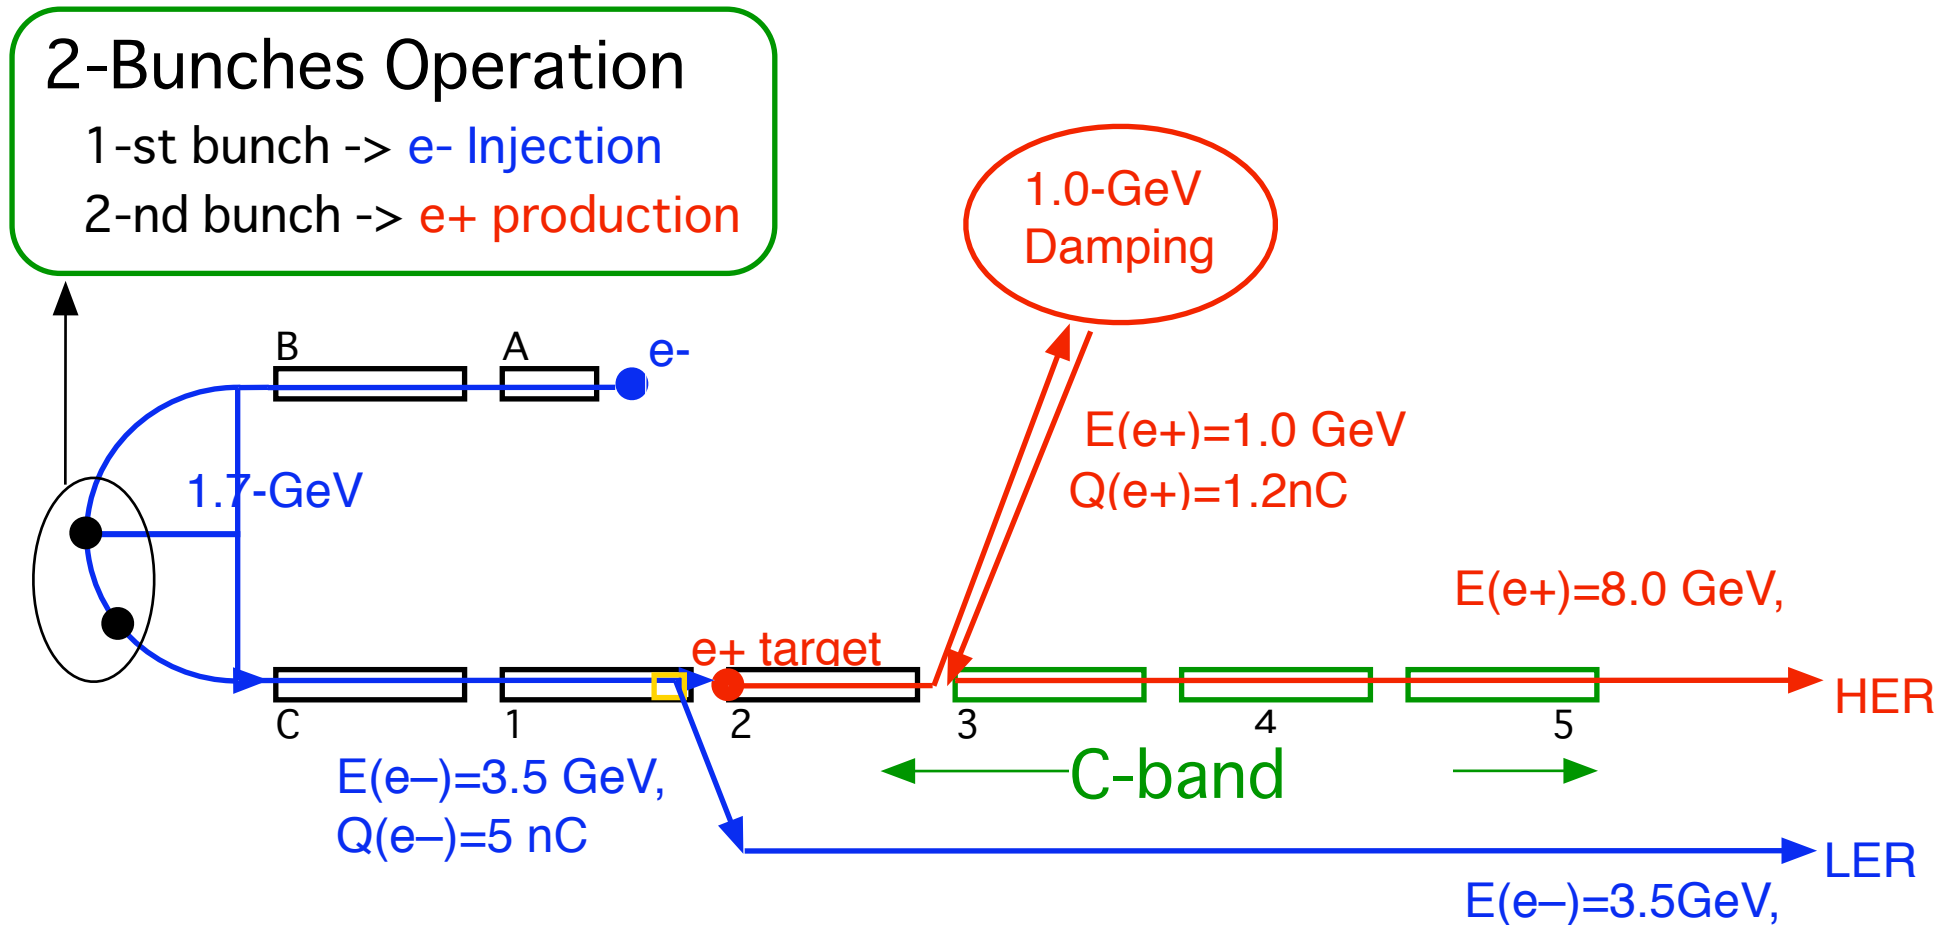 2-Bunches Operation
1-st bunch -> e- Injection
2-nd bunch -> e+ production
1.0-GeV
Damping
B
A
e-
E(e+)=1.0 GeV
1.7-GeV
Q(e+)=1.2nC
E(e+)=8.0 GeV,
e+ target
HER
C
1
2
3
4
5
E(e–)=3.5 GeV,
C-band
Q(e–)=5 nC
LER
E(e–)=3.5GeV,